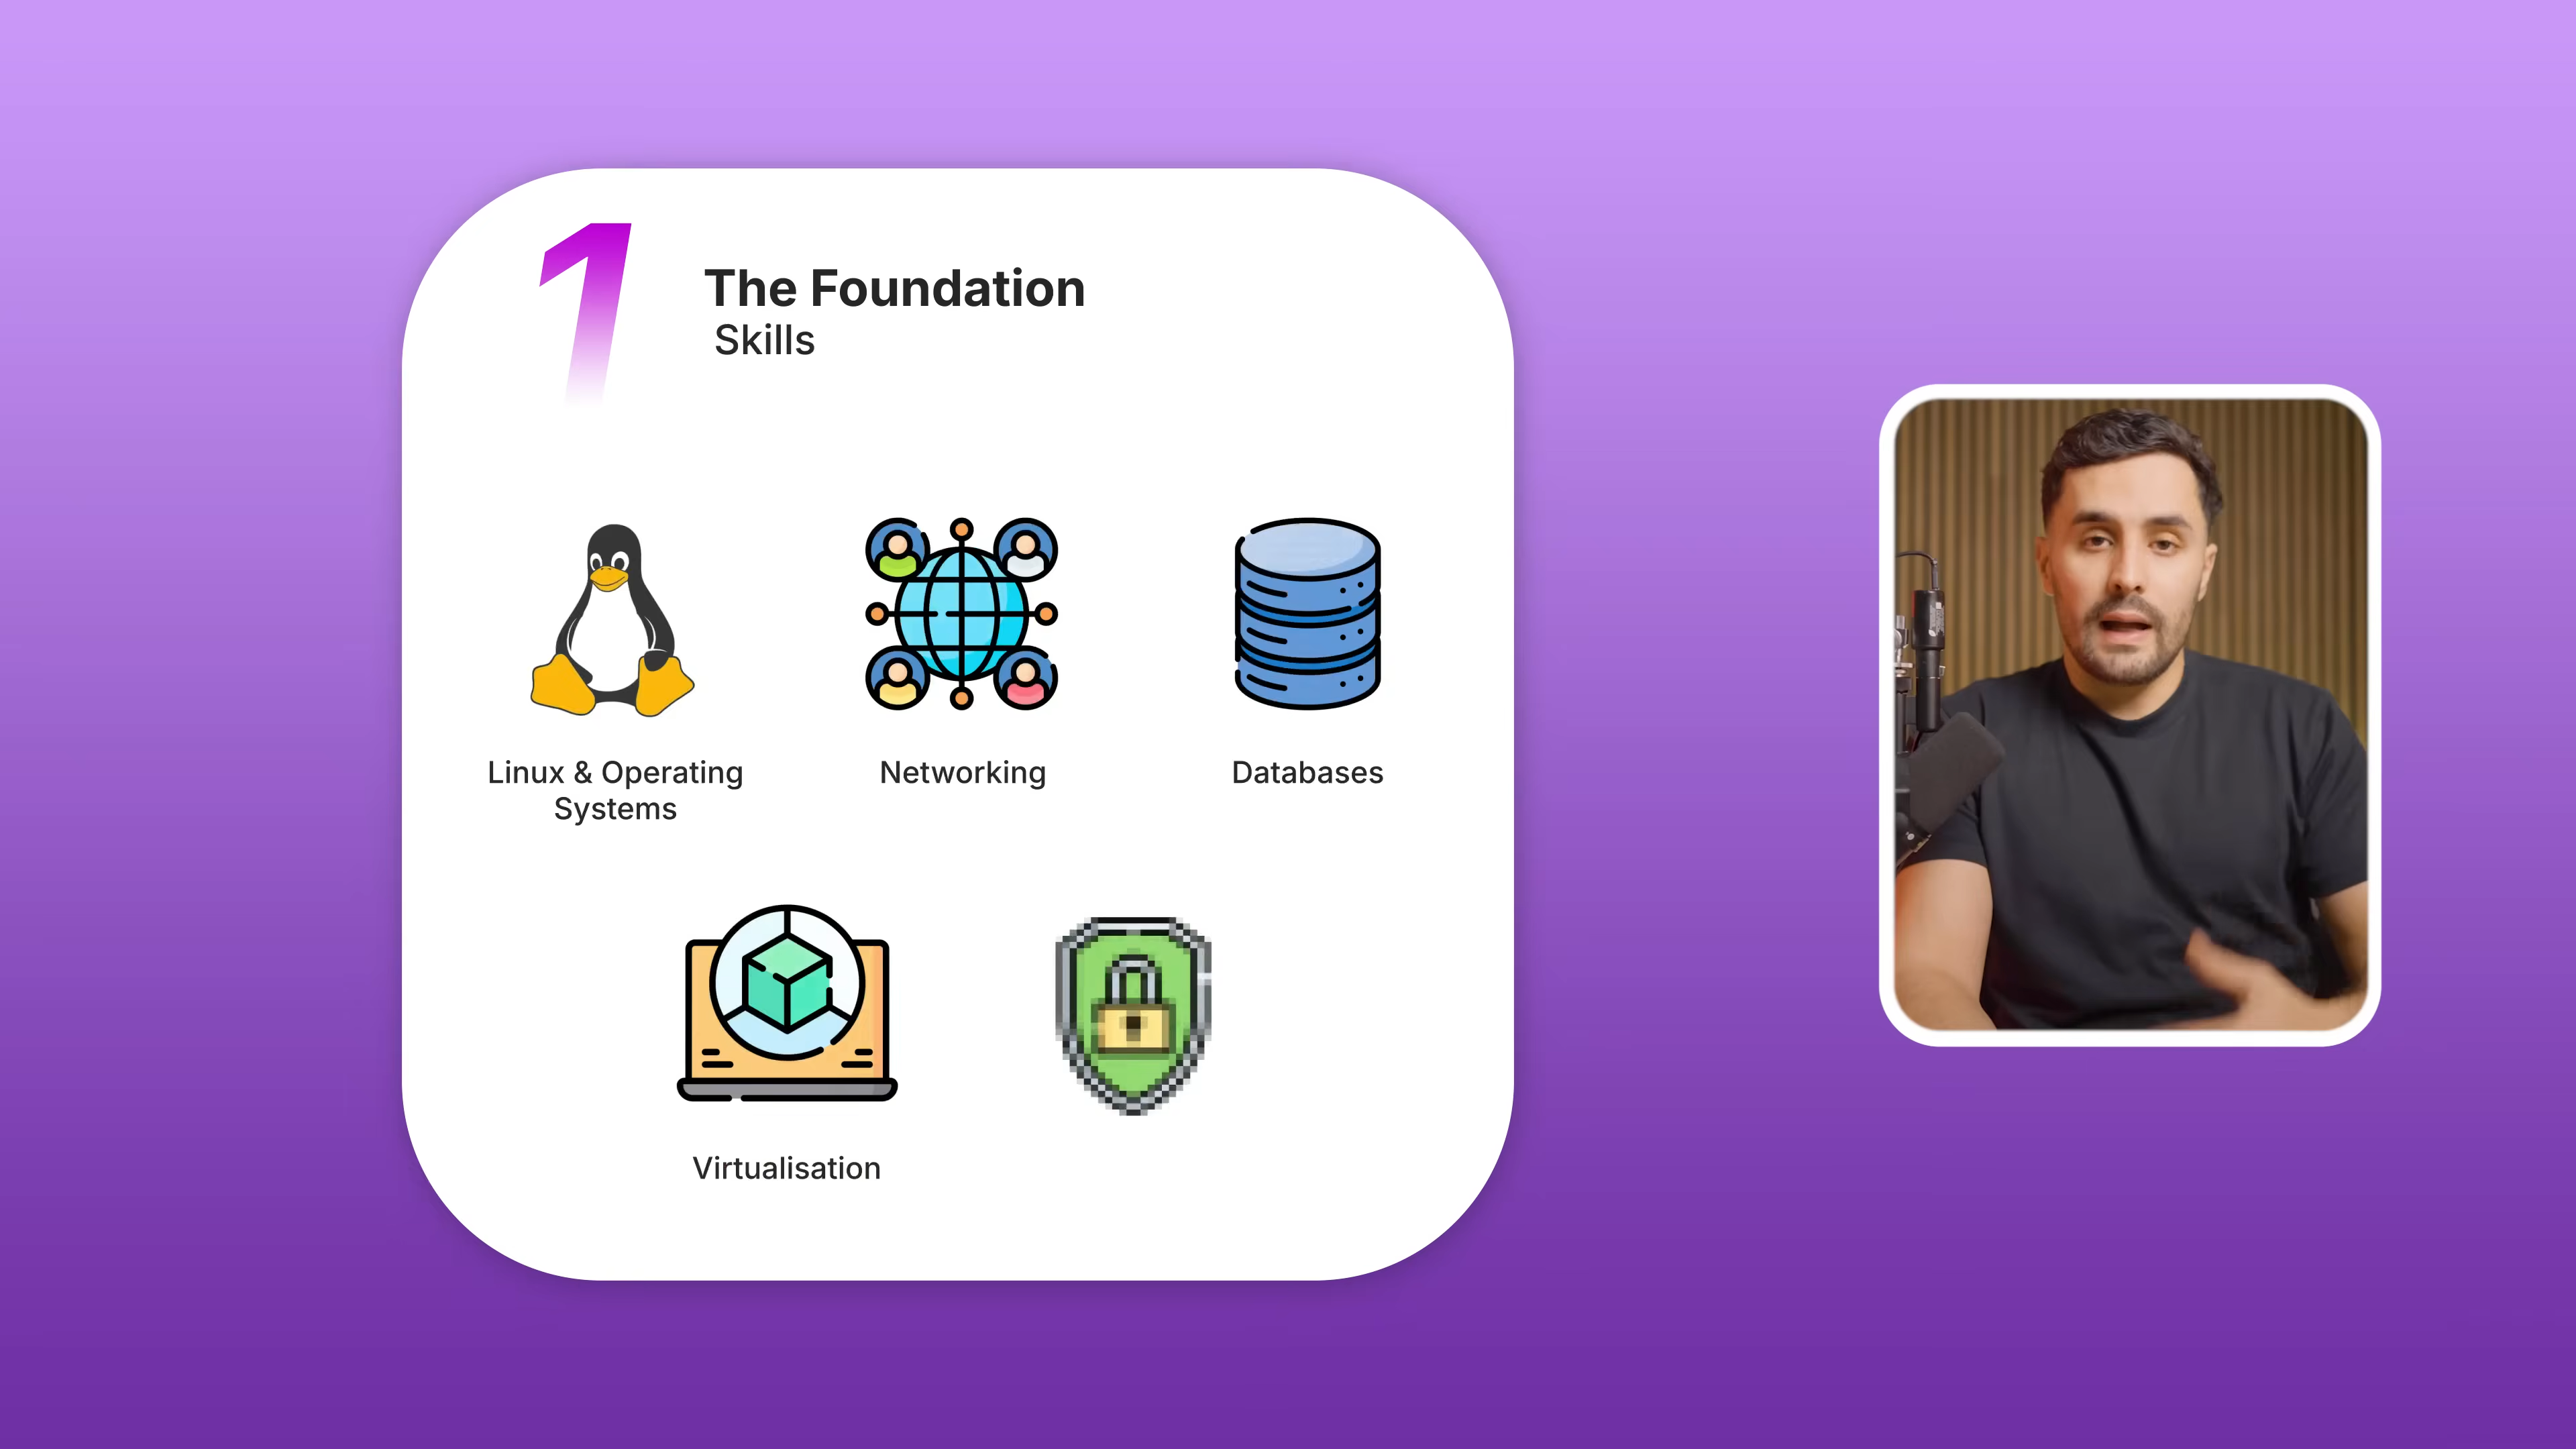 1
The Foundation
Skills
Linux & Operating
Systems
Networking
Databases
Virtualisation